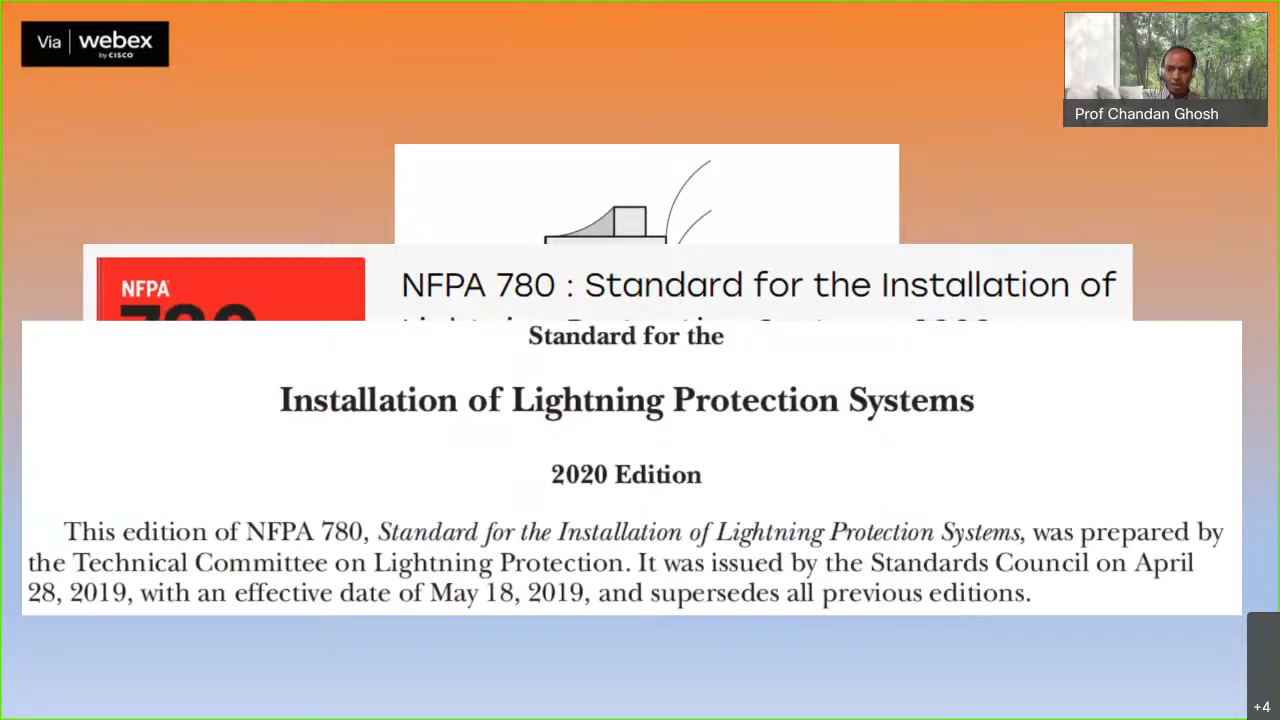 Via | webex
by CISCO
Prof Chandan Ghosh
NFPA
780
NFPA 780 : Standard for the Installation of
Standard for the
Installation of Lightning Protection Systems
2020 Edition
This edition of NFPA 780, Standard for the Installation of Lightning Protection Systems, was prepared by
the Technical Committee on Lightning Protection. It was issued by the Standards Council on April
28, 2019, with an effective date of May 18, 2019, and supersedes all previous editions.
+4